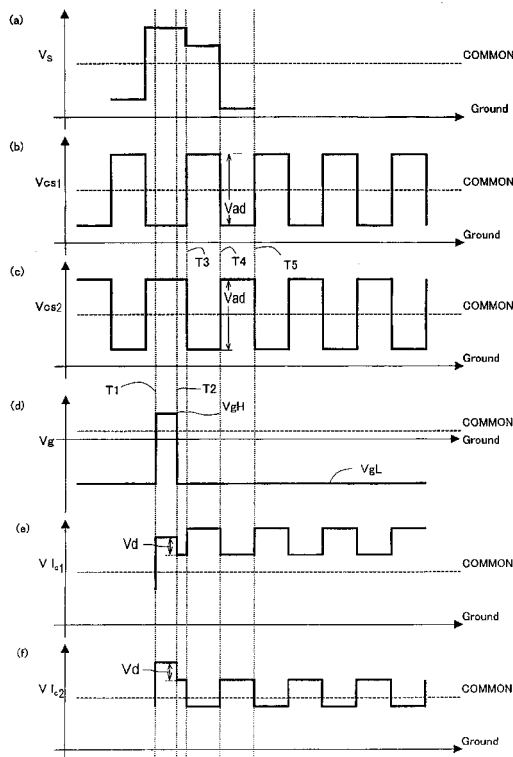 (a)
Vs
COMMON
Ground
(b)
Vcs1
Vad
COMMON
Ground
T3
T4
T5
(c)
Vcs2
Vad
COMMON
Ground
T1
T2
(d)
Vg
VgH
COMMON
Ground
VgL
(e)
V lc1
Vd
COMMON
Ground
(f)
V lc2
Vd
COMMON
Ground